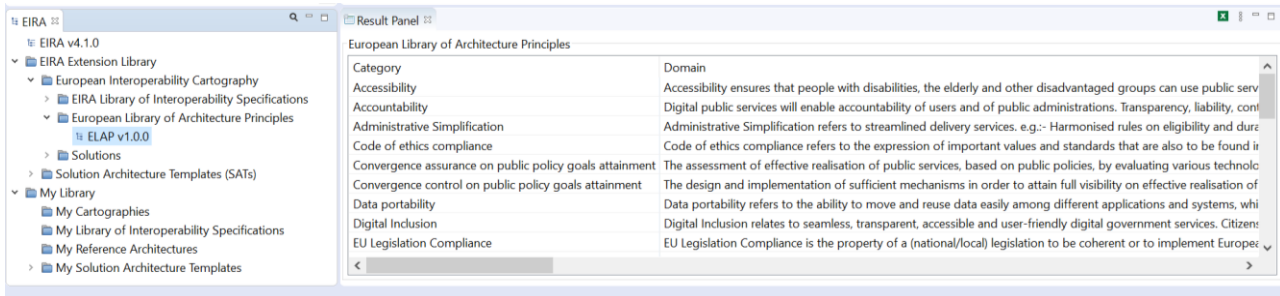 EIRA
EIRA v4.1.0
EIRA Extension Library
European Interoperability Cartography
EIRA Library of Interoperability Specifications
European Library of Architecture Principles
ELAP v1.0.0
Solutions
Solution Architecture Templates (SATs)
My Library
My Cartographies
My Library of Interoperability Specifications
My Reference Architectures
My Solution Architecture Templates
Result Panel
European Library of Architecture Principles
Category Domain
Accessibility Accessibility ensures that people with disabilities, the elderly and other disadvantaged groups can use public serv
Accountability Digital public services will enable accountability of users and of public administrations. Transparency, liability, cont
Administrative Simplification Administrative Simplification refers to streamlined delivery services. e.g.:- Harmonised rules on eligibility and dura
Code of ethics compliance Code of ethics compliance refers to the expression of important values and standards that are also to be found i
Convergence assurance on public policy goals attainment The assessment of effective realisation of public services, based on public policies, by evaluating various technolo
Convergence control on public policy goals attainment The design and implementation of sufficient mechanisms in order to attain full visibility on effective realisation of
Data portability Data portability refers to the ability to move and reuse data easily among different applications and systems, whi
Digital Inclusion Digital Inclusion relates to seamless, transparent, accessible and user-friendly digital government services. Citizens
EU Legislation Compliance EU Legislation Compliance is the property of a (national/local) legislation to be coherent or to implement Europea